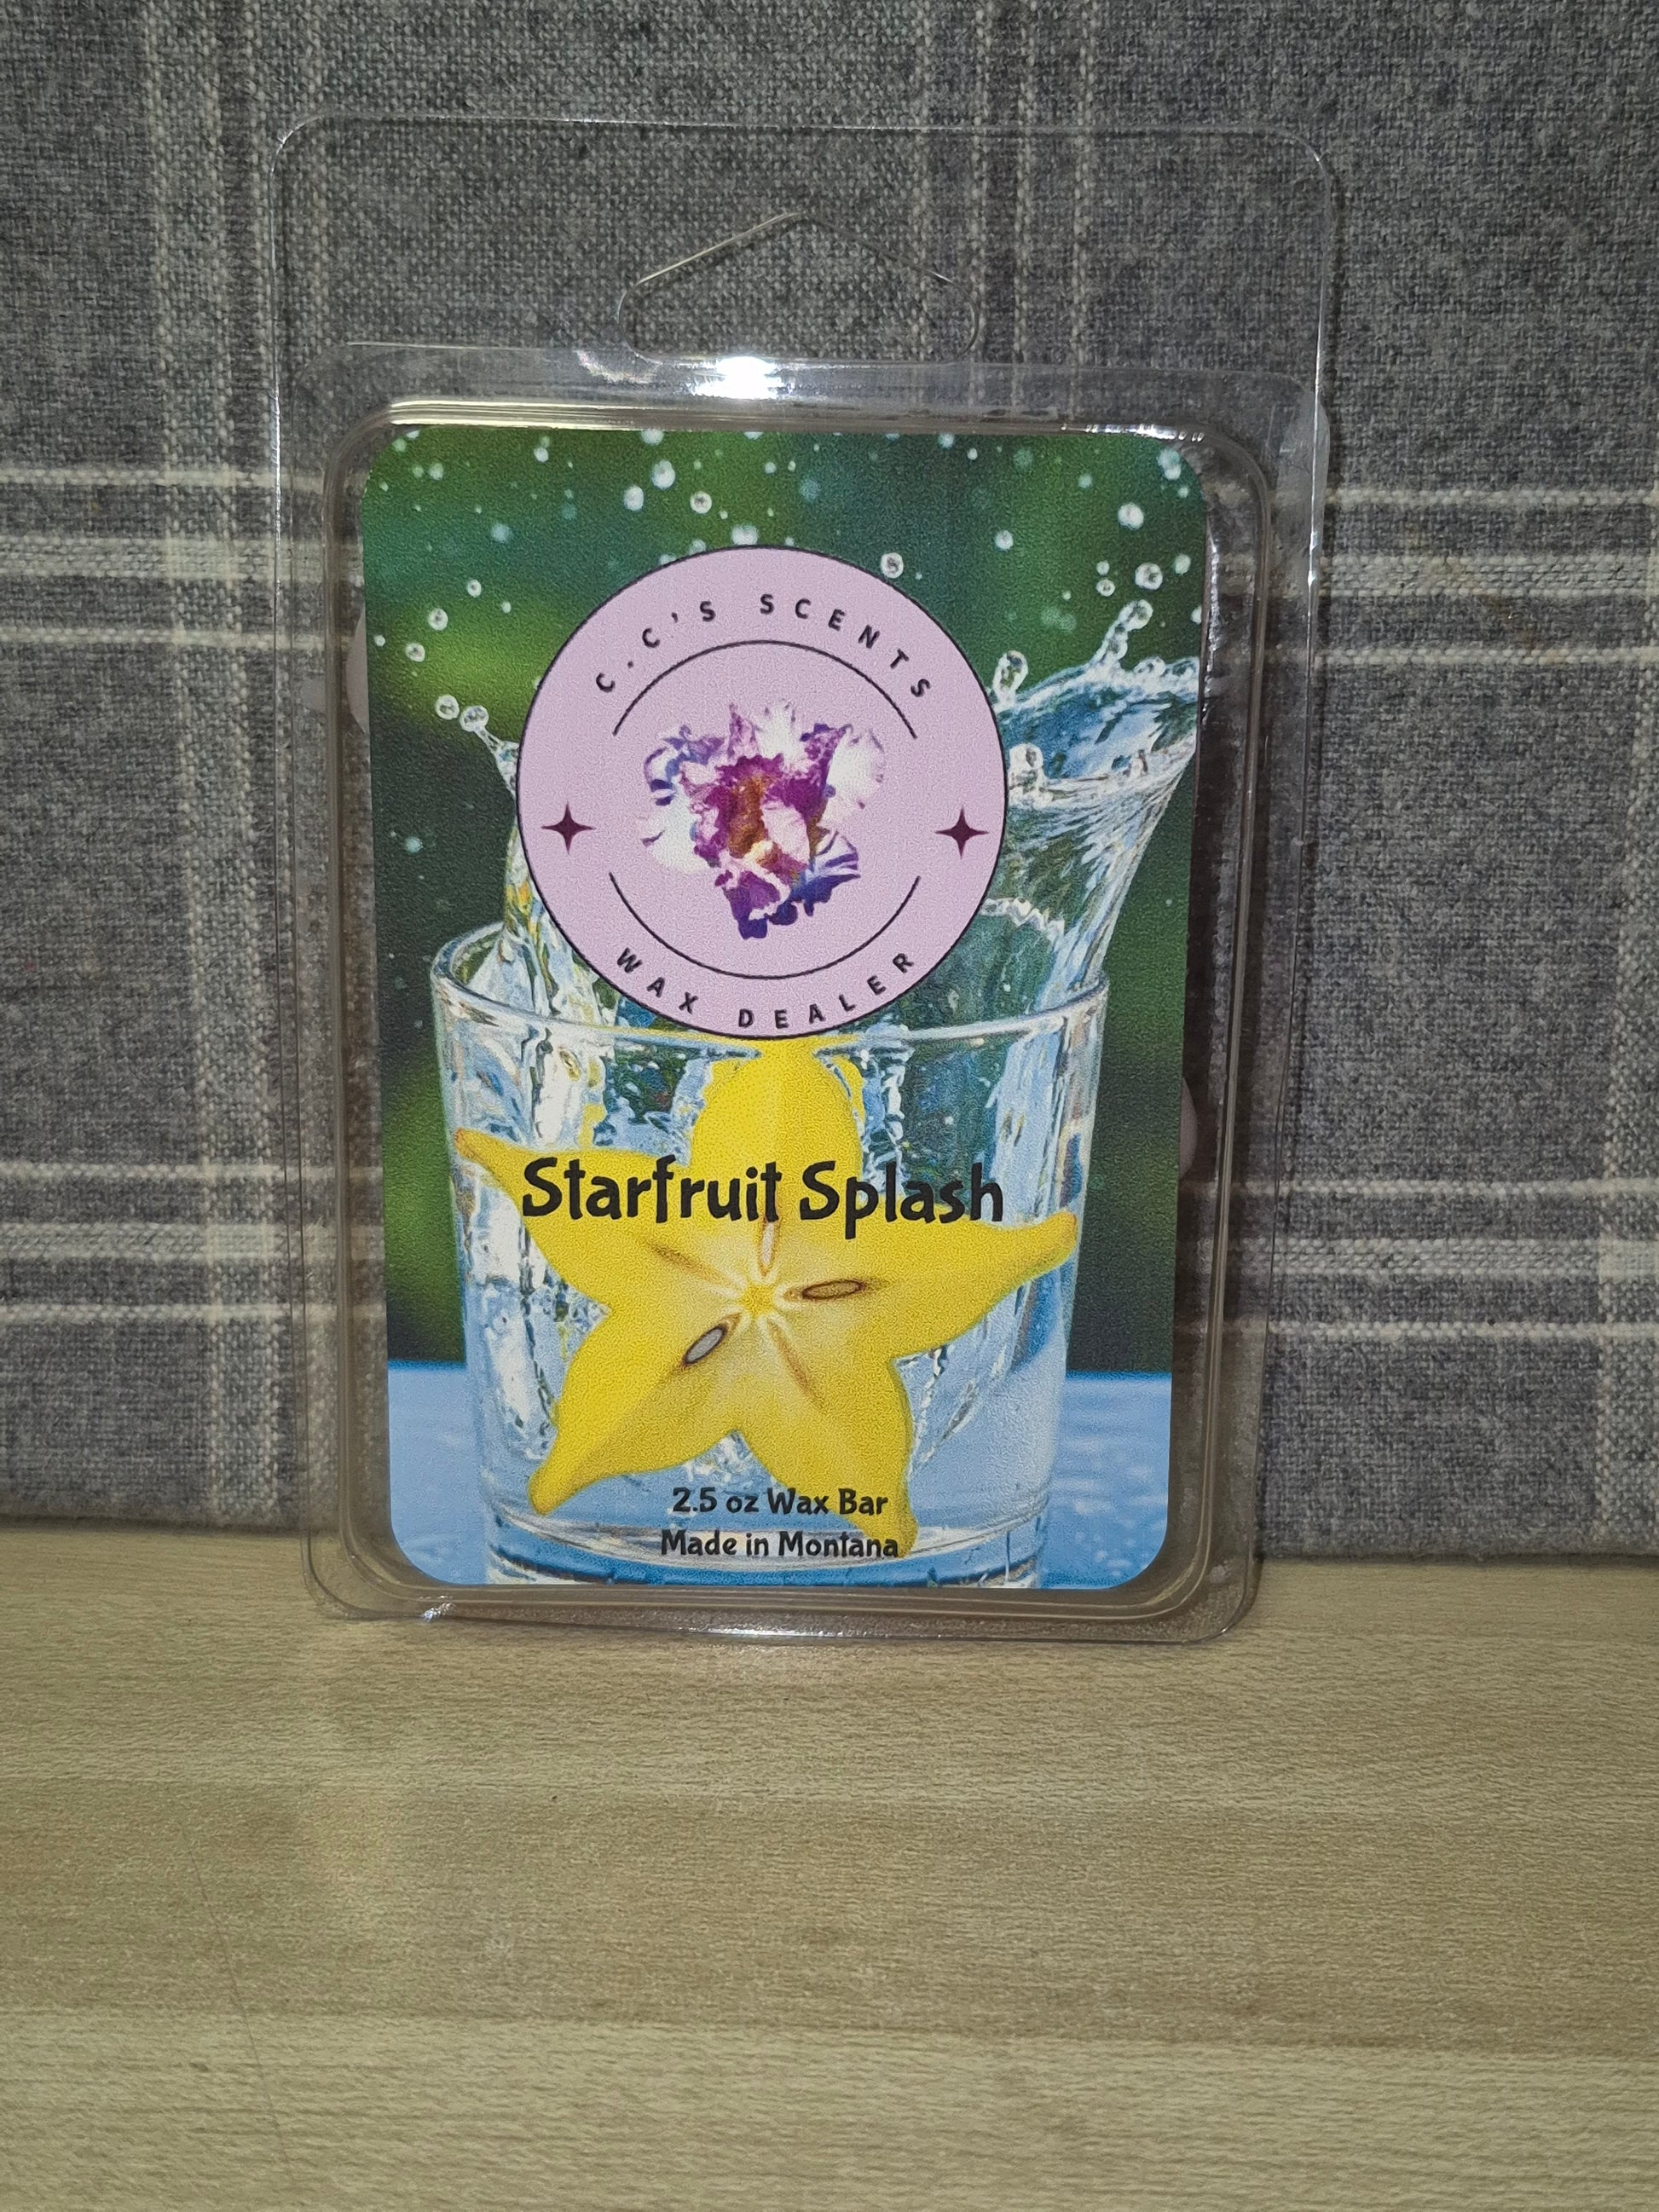 C.C'S SCENTS
WAX DEALER
Starfruit Splash
2.5 oz Wax Bar
Made in Montana